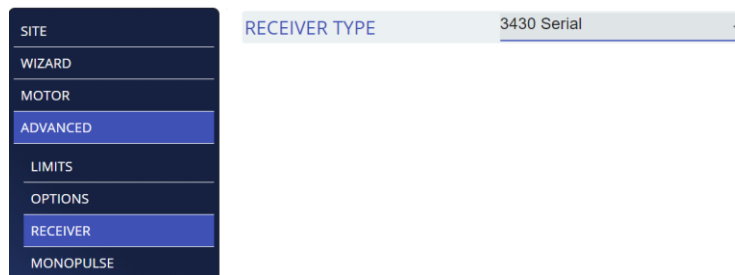 SITE
WIZARD
MOTOR
ADVANCED
LIMITS
OPTIONS
RECEIVER
MONOPULSE
RECEIVER TYPE
3430 Serial